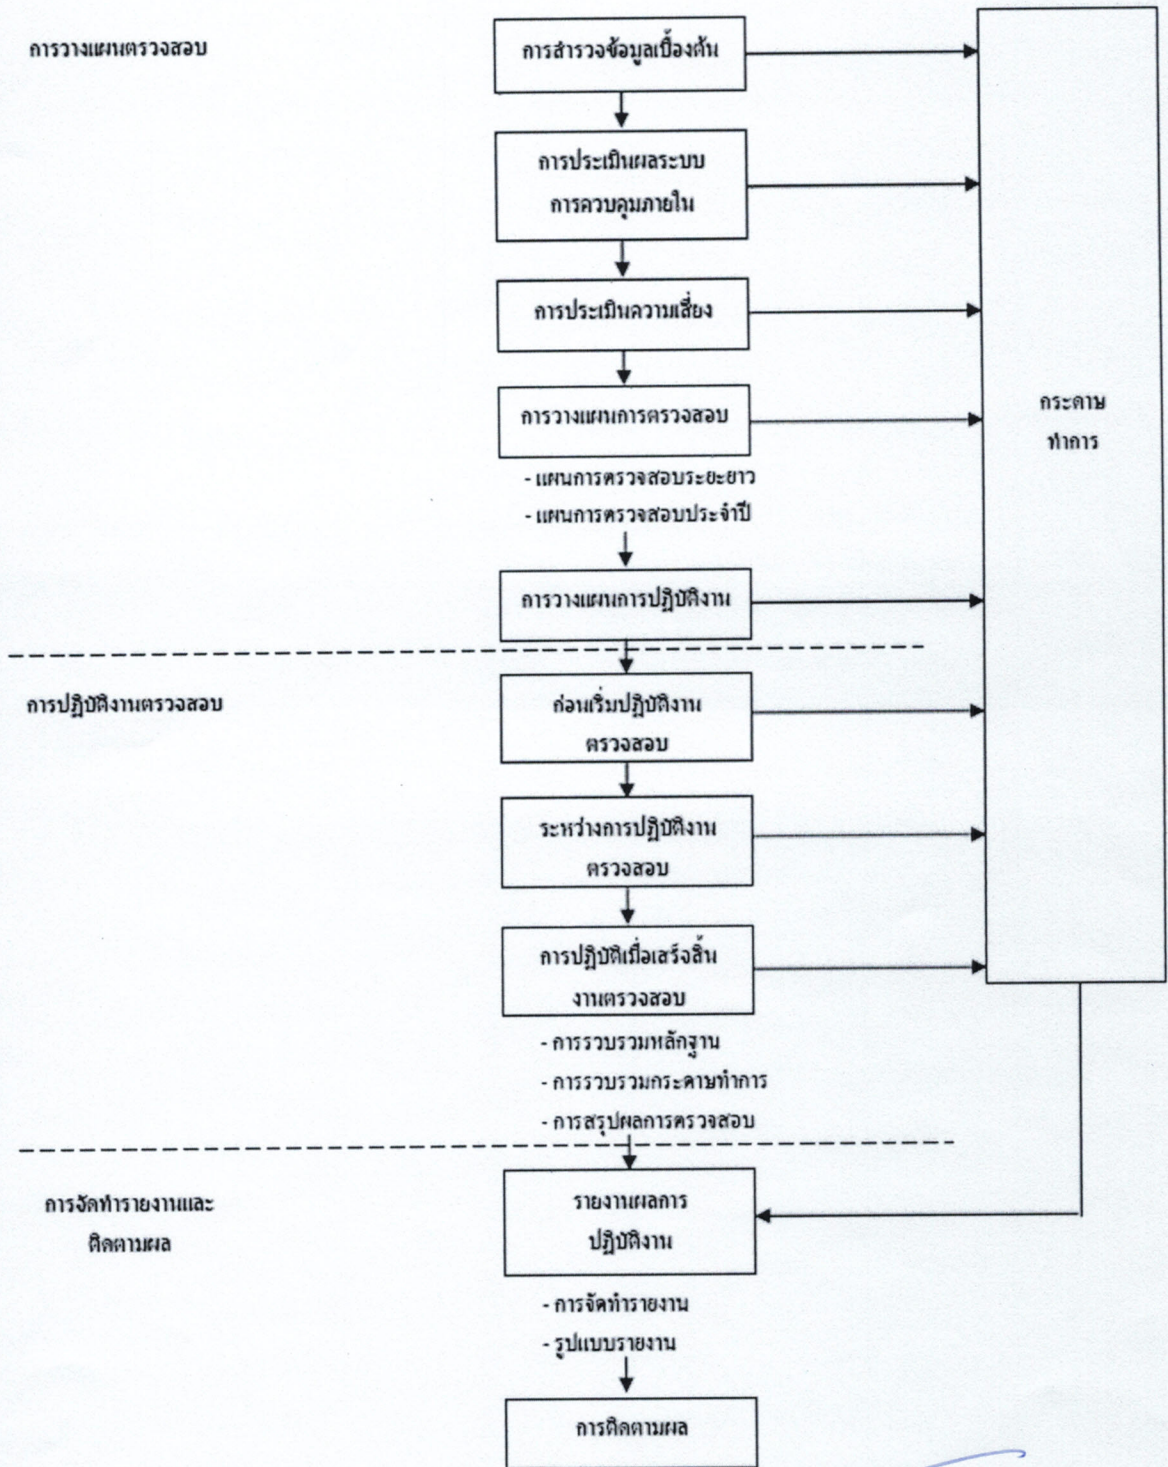 การวางแผนตรวจสอบ
การสำรวจข้อมูลเบื้องต้น
การประเมินผลระบบ
การควบคุมภายใน
การประเมินความเสี่ยง
การวางแผนการตรวจสอบ
- แผนการตรวจสอบระยะยาว
- แผนการตรวจสอบประจำปี
การวางแผนการปฏิบัติงาน
กระดาษ
ทำการ
การปฏิบัติงานตรวจสอบ
ก่อนเริ่มปฏิบัติงาน
ตรวจสอบ
ระหว่างการปฏิบัติงาน
ตรวจสอบ
การปฏิบัติเมื่อเสร็จสิ้น
งานตรวจสอบ
- การรวบรวมหลักฐาน
- การรวบรวมกระดาษทำการ
- การสรุปผลการตรวจสอบ
การจัดทำรายงานและ
ติดตามผล
รายงานผลการ
ปฏิบัติงาน
- การจัดทำรายงาน
- รูปแบบรายงาน
การติดตามผล